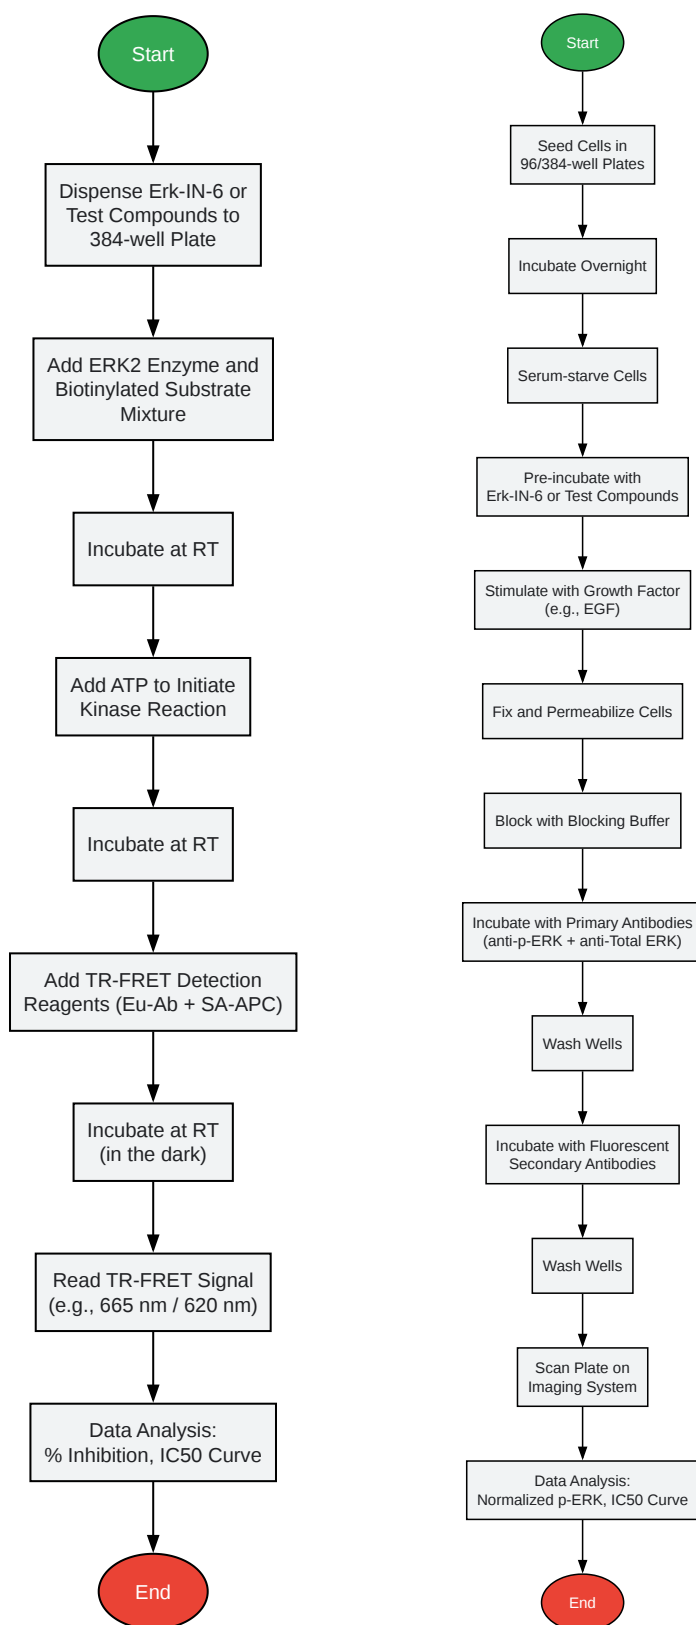 Start
Dispense Erk-IN-6 or
Test Compounds to
384-well Plate
Add ERK2 Enzyme and
Biotinylated Substrate
Mixture
Incubate at RT
Add ATP to Initiate
Kinase Reaction
Incubate at RT
Add TR-FRET Detection
Reagents (Eu-Ab + SA-APC)
Incubate at RT
(in the dark)
Read TR-FRET Signal
(e.g., 665 nm / 620 nm)
Data Analysis:
% Inhibition, IC50 Curve
End
Start
Seed Cells in
96/384-well Plates
Incubate Overnight
Serum-starve Cells
Pre-incubate with
Erk-IN-6 or Test Compounds
Stimulate with Growth Factor
(e.g., EGF)
Fix and Permeabilize Cells
Block with Blocking Buffer
Incubate with Primary Antibodies
(anti-p-ERK + anti-Total ERK)
Wash Wells
Incubate with Fluorescent
Secondary Antibodies
Wash Wells
Scan Plate on
Imaging System
Data Analysis:
Normalized p-ERK, IC50 Curve
End